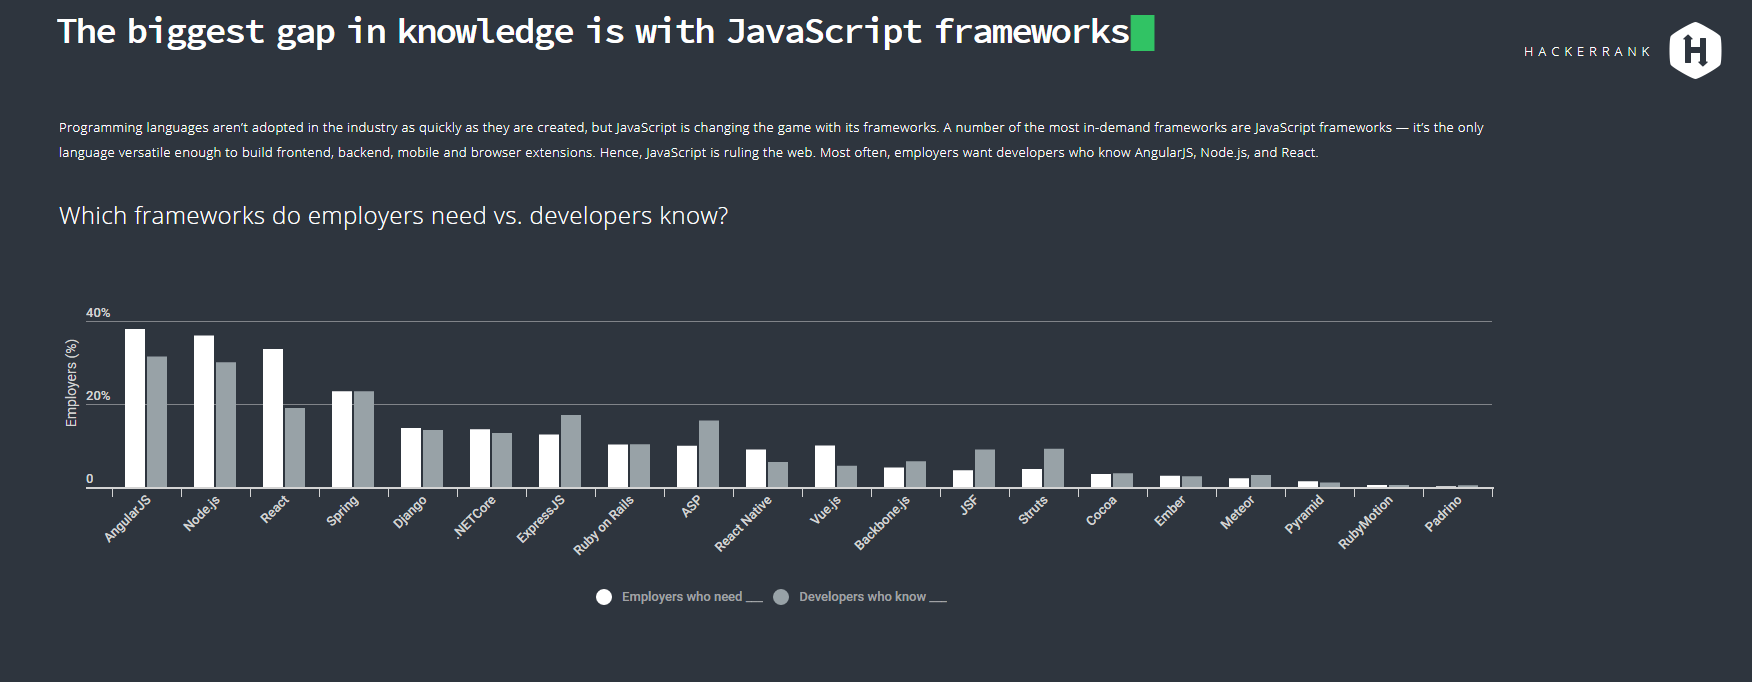 The biggest gap in knowledge is with JavaScript frameworks
HACKERRANK
Programming languages aren't adopted in the industry as quickly as they are created, but JavaScript is changing the game with its frameworks. A number of the most in-demand frameworks are JavaScript frameworks — it's the only
language versatile enough to build frontend, backend, mobile and browser extensions. Hence, JavaScript is ruling the web. Most often, employers want developers who know AngularJS, Node.js, and React.
Which frameworks do employers need vs. developers know?
40%
20%
0
Employers (%)
AngularJS
Node.js
React
Spring
Django
.NETCore
ExpressJS
Ruby on Rails
ASP
React Native
Vue.js
Backbone.js
JSF
Struts
Cocoa
Ember
Meteor
Pyramid
RubyMotion
Padrino
Employers who need ___
Developers who know ___